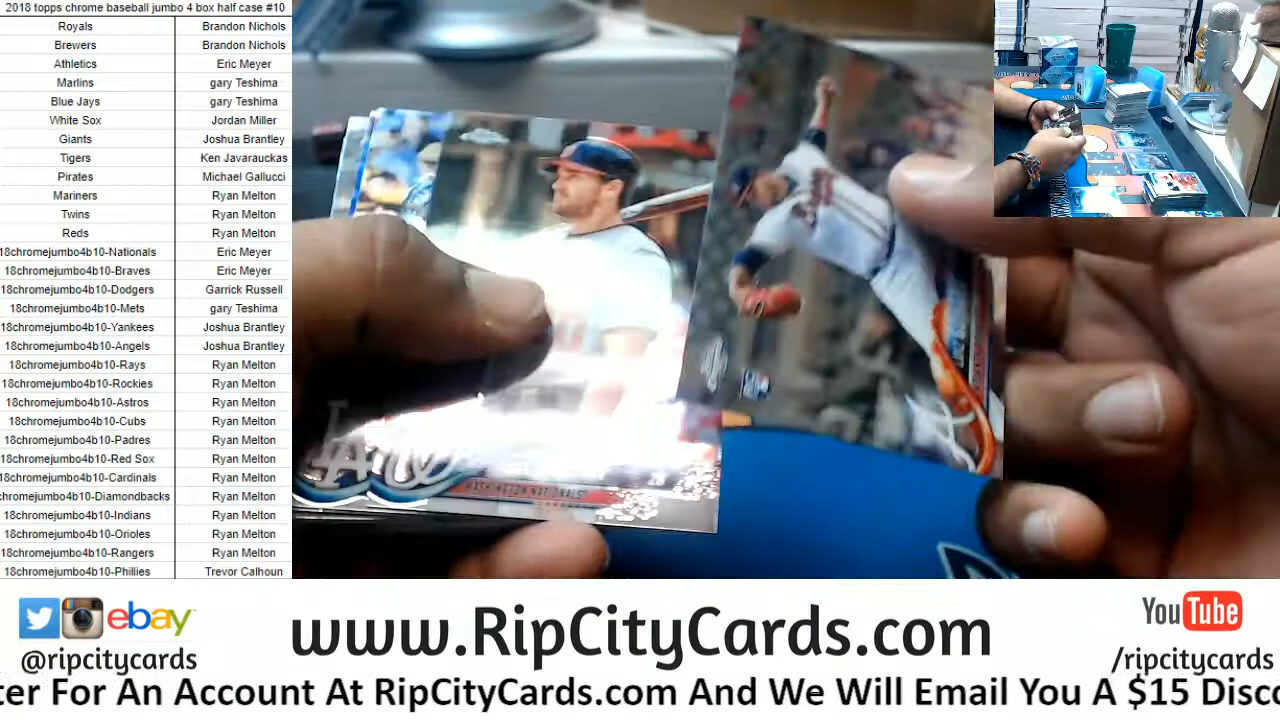 2018 topps chrome baseball jumbo 4 box half case #10
Royals Brandon Nichols
Brewers Brandon Nichols
Athletics Eric Meyer
Marlins gary Teshima
Blue Jays gary Teshima
White Sox Jordan Miller
Giants Joshua Brantley
Tigers Ken Javarauckas
Pirates Michael Gallucci
Mariners Ryan Melton
Twins Ryan Melton
Reds Ryan Melton
18chromejumbo4b10-Nationals Eric Meyer
18chromejumbo4b10-Braves Eric Meyer
18chromejumbo4b10-Dodgers Garrick Russell
18chromejumbo4b10-Mets gary Teshima
18chromejumbo4b10-Yankees Joshua Brantley
18chromejumbo4b10-Angels Joshua Brantley
18chromejumbo4b10-Rays Ryan Melton
18chromejumbo4b10-Rockies Ryan Melton
18chromejumbo4b10-Astros Ryan Melton
18chromejumbo4b10-Cubs Ryan Melton
18chromejumbo4b10-Padres Ryan Melton
18chromejumbo4b10-Red Sox Ryan Melton
18chromejumbo4b10-Cardinals Ryan Melton
chromejumbo4b10-Diamondbacks Ryan Melton
18chromejumbo4b10-Indians Ryan Melton
18chromejumbo4b10-Orioles Ryan Melton
18chromejumbo4b10-Rangers Ryan Melton
18chromejumbo4b10-Phillies Trevor Calhoun
WASHINGTON NATIONALS
ebay
@ripcitycards
www.RipCityCards.com
YouTube
/ripcitycards
ter For An Account At RipCityCards.com And We Will Email You A $15 Disco